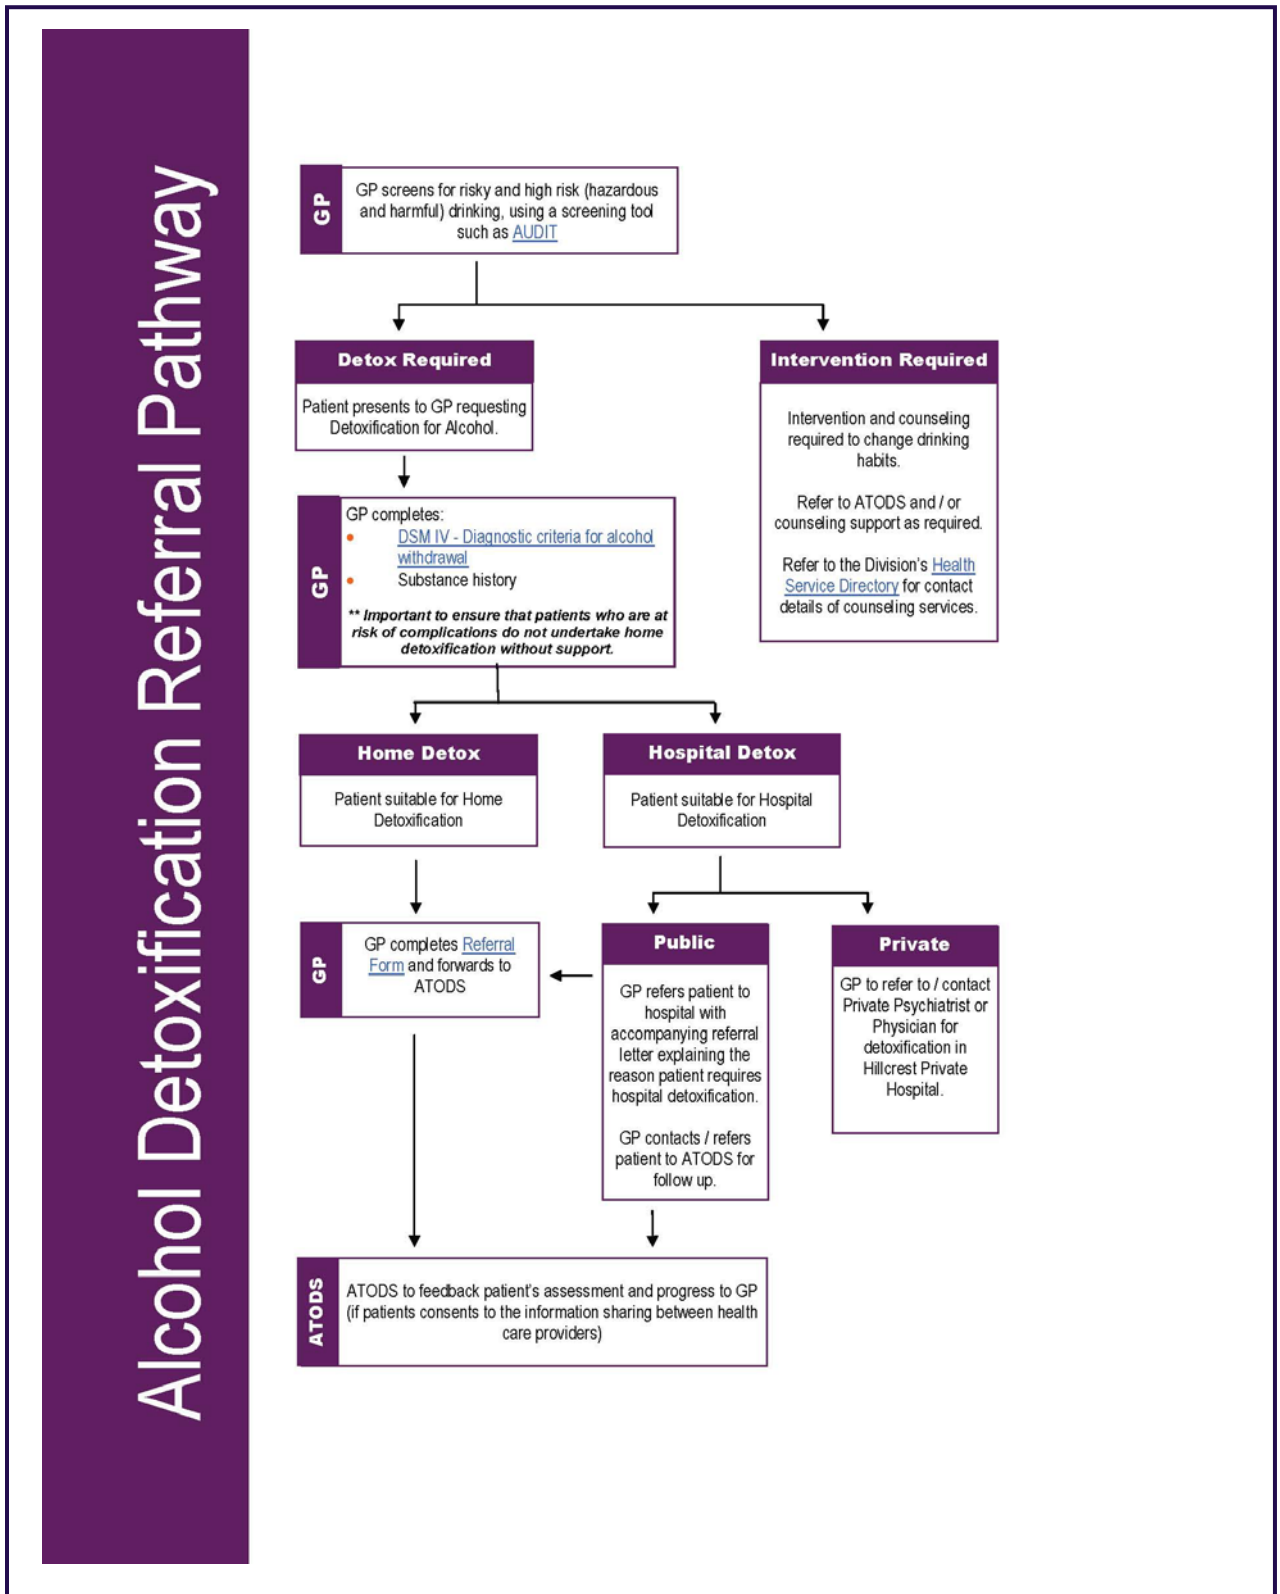 Alcohol Detoxification Referral Pathway
GP
GP screens for risky and high risk (hazardous
and harmful) drinking, using a screening tool
such as AUDIT
Detox Required
Patient presents to GP requesting
Detoxification for Alcohol.
Intervention Required
Intervention and counseling
required to change drinking
habits.
Refer to ATODS and / or
counseling support as required.
Refer to the Division's Health
Service Directory for contact
details of counseling services.
GP
GP completes:
• DSM IV - Diagnostic criteria for alcohol
withdrawal
• Substance history
** Important to ensure that patients who are at
risk of complications do not undertake home
detoxification without support.
Home Detox
Patient suitable for Home
Detoxification
Hospital Detox
Patient suitable for Hospital
Detoxification
GP
GP completes Referral
Form and forwards to
ATODS
Public
GP refers patient to
hospital with
accompanying referral
letter explaining the
reason patient requires
hospital detoxification.
GP contacts / refers
patient to ATODS for
follow up.
Private
GP to refer to / contact
Private Psychiatrist or
Physician for
detoxification in
Hillcrest Private
Hospital.
ATODS
ATODS to feedback patient's assessment and progress to GP
(if patients consents to the information sharing between health
care providers)